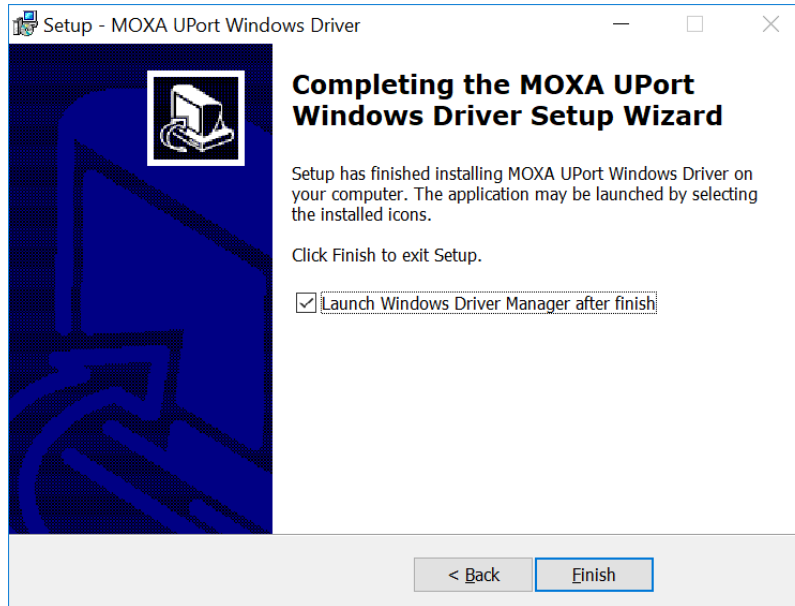 Setup - MOXA UPort Windows Driver
Completing the MOXA UPort
Windows Driver Setup Wizard
Setup has finished installing MOXA UPort Windows Driver on
your computer. The application may be launched by selecting
the installed icons.
Click Finish to exit Setup.
Launch Windows Driver Manager after finish
< Back
Finish